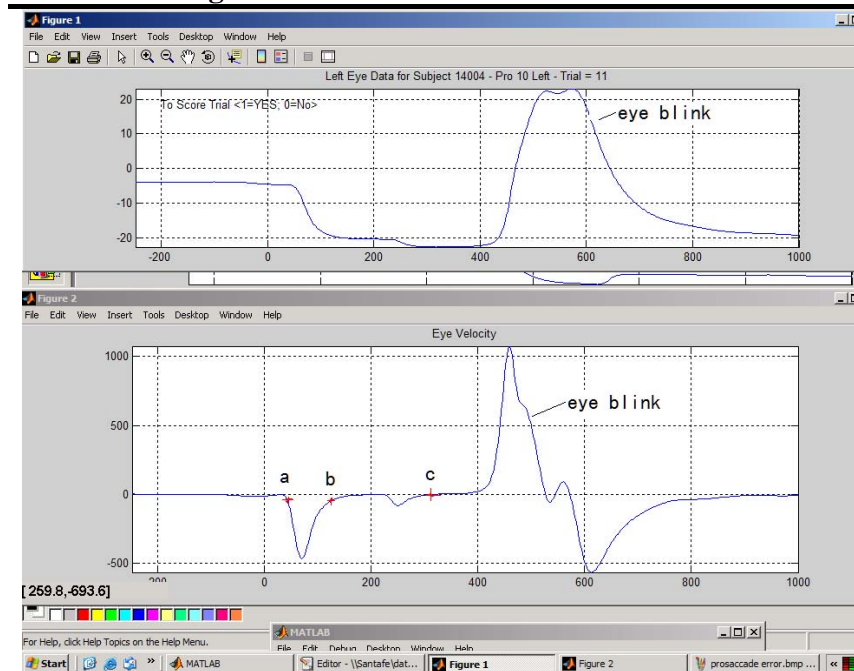 Figure 1
File Edit View Insert Tools Desktop Window Help
Left Eye Data for Subject 14004 - Pro 10 Left - Trial = 11
To Score Trial <1=YES; 0=No>
eye blink
20
10
0
-10
-20
-200 0 200 400 600 800 1000
Figure 2
File Edit View Insert Tools Desktop Window Help
Eye Velocity
1000
500
0
-500
eye blink
a b c
0 200 400 600 800 1000
[ 259.8,-693.6]
For Help, click Help Topics on the Help Menu.
MATLAB
File Edit Debug Desktop Window Help
Start MATLAB Editor - \\Santafe\dat... Figure 1 Figure 2 prosaccade error.bmp ...